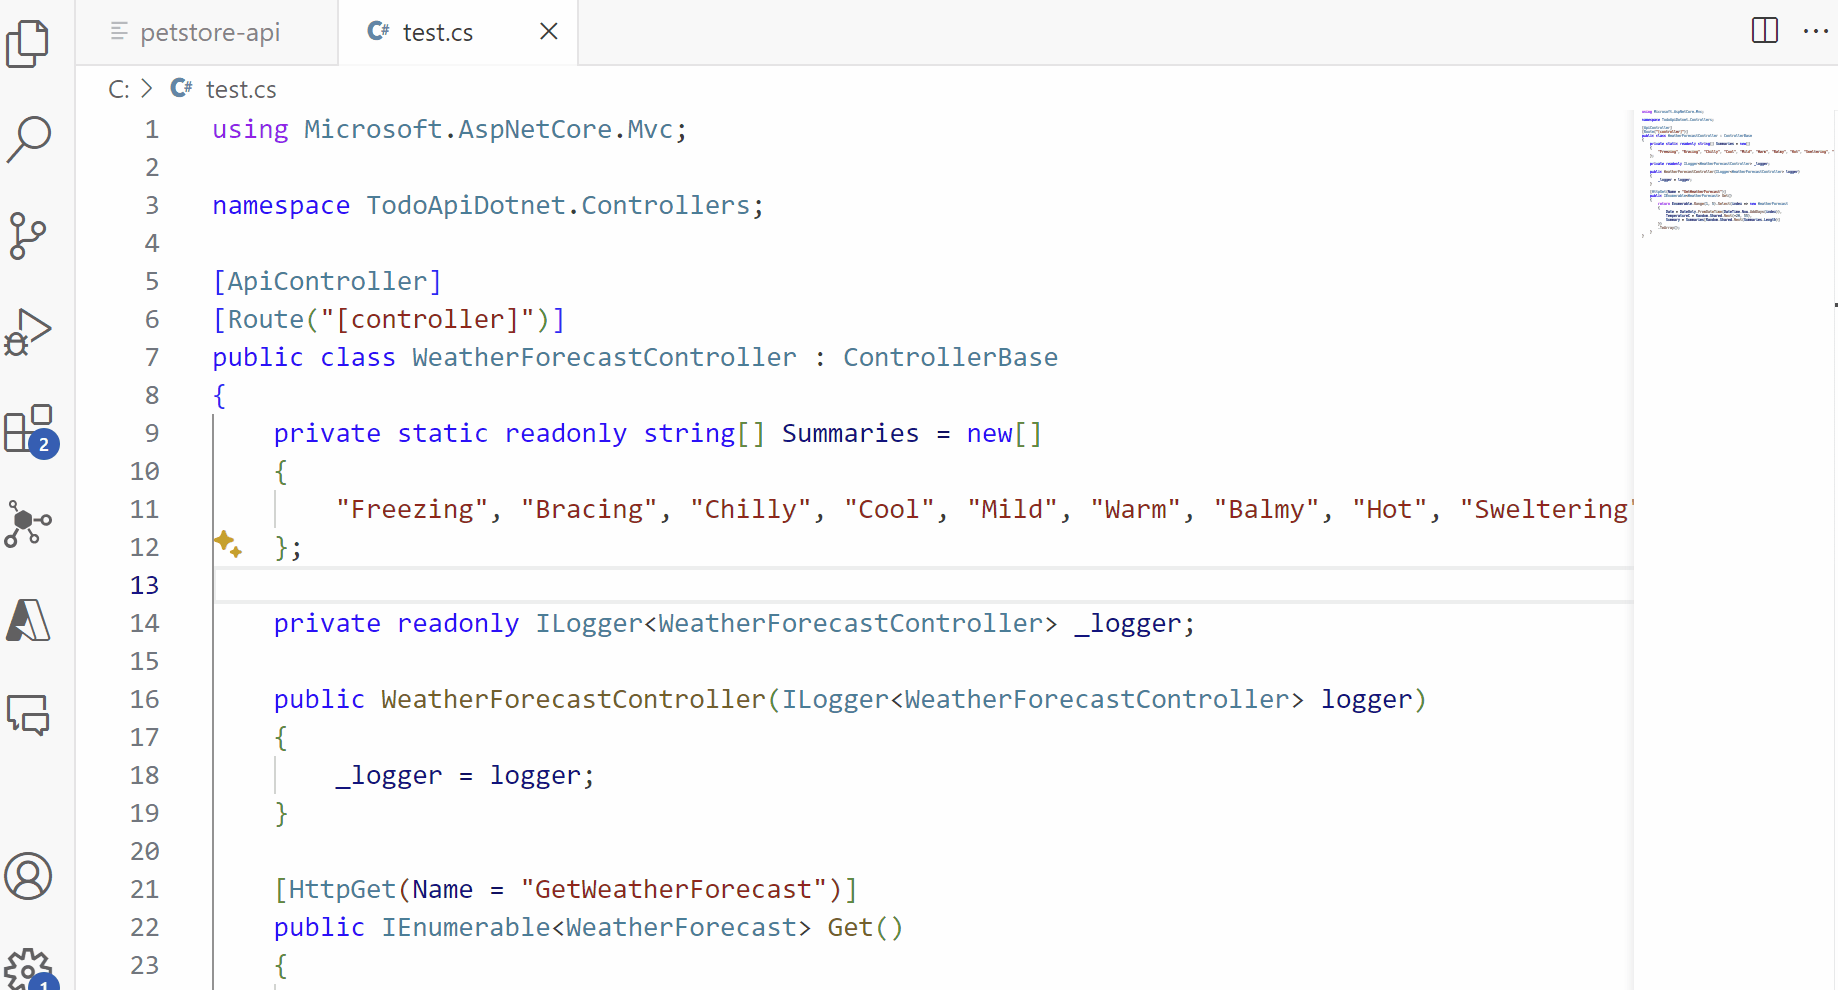 petstore-api
C# test.cs
C: > C# test.cs
1 using Microsoft.AspNetCore.Mvc;
2
3 namespace TodoApiDotnet.Controllers;
4
5 [ApiController]
6 [Route("[controller]")]
7 public class WeatherForecastController : ControllerBase
8 {
9 private static readonly string[] Summaries = new[]
10 {
11 "Freezing", "Bracing", "Chilly", "Cool", "Mild", "Warm", "Balmy", "Hot", "Sweltering"
12 };
13
14 private readonly ILogger<WeatherForecastController> _logger;
15
16 public WeatherForecastController(ILogger<WeatherForecastController> logger)
17 {
18 _logger = logger;
19 }
20
21 [HttpGet(Name = "GetWeatherForecast")]
22 public IEnumerable<WeatherForecast> Get()
23 {
2
1